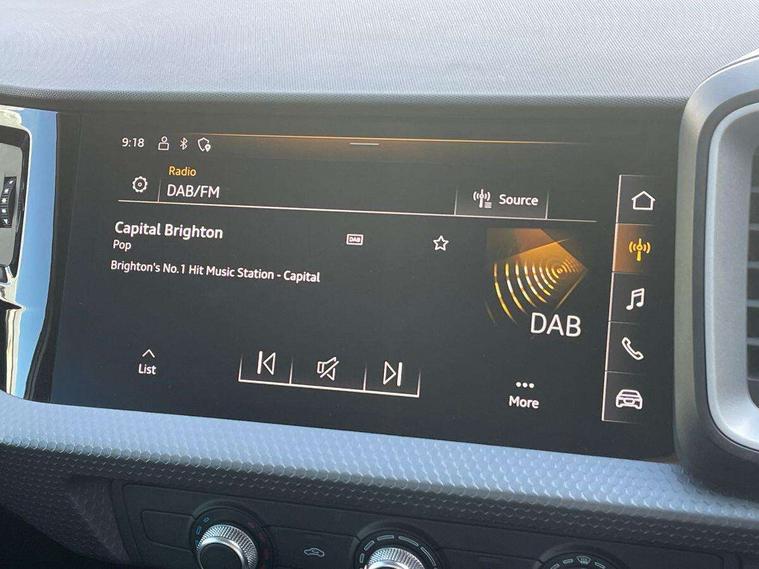 9:18
Radio
DAB/FM
Source
Capital Brighton
DAB
Pop
Brighton's No.1 Hit Music Station - Capital
DAB
List
More